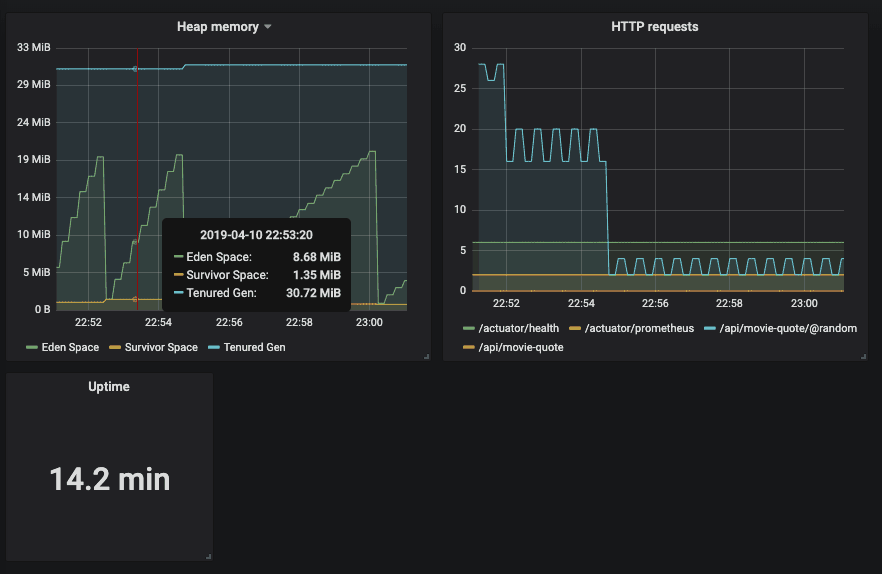 Heap memory
33 MiB
29 MiB
24 MiB
19 MiB
14 MiB
10 MiB
5 MiB
0 B
2019-04-10 22:53:20
Eden Space: 8.68 MiB
Survivor Space: 1.35 MiB
Tenured Gen: 30.72 MiB
22:52 22:54 22:56 22:58 23:00
Eden Space Survivor Space Tenured Gen
HTTP requests
30
25
20
15
10
5
0
22:52 22:54 22:56 22:58 23:00
/actuator/health /actuator/prometheus /api/movie-quote/@random
/api/movie-quote
Uptime
14.2 min